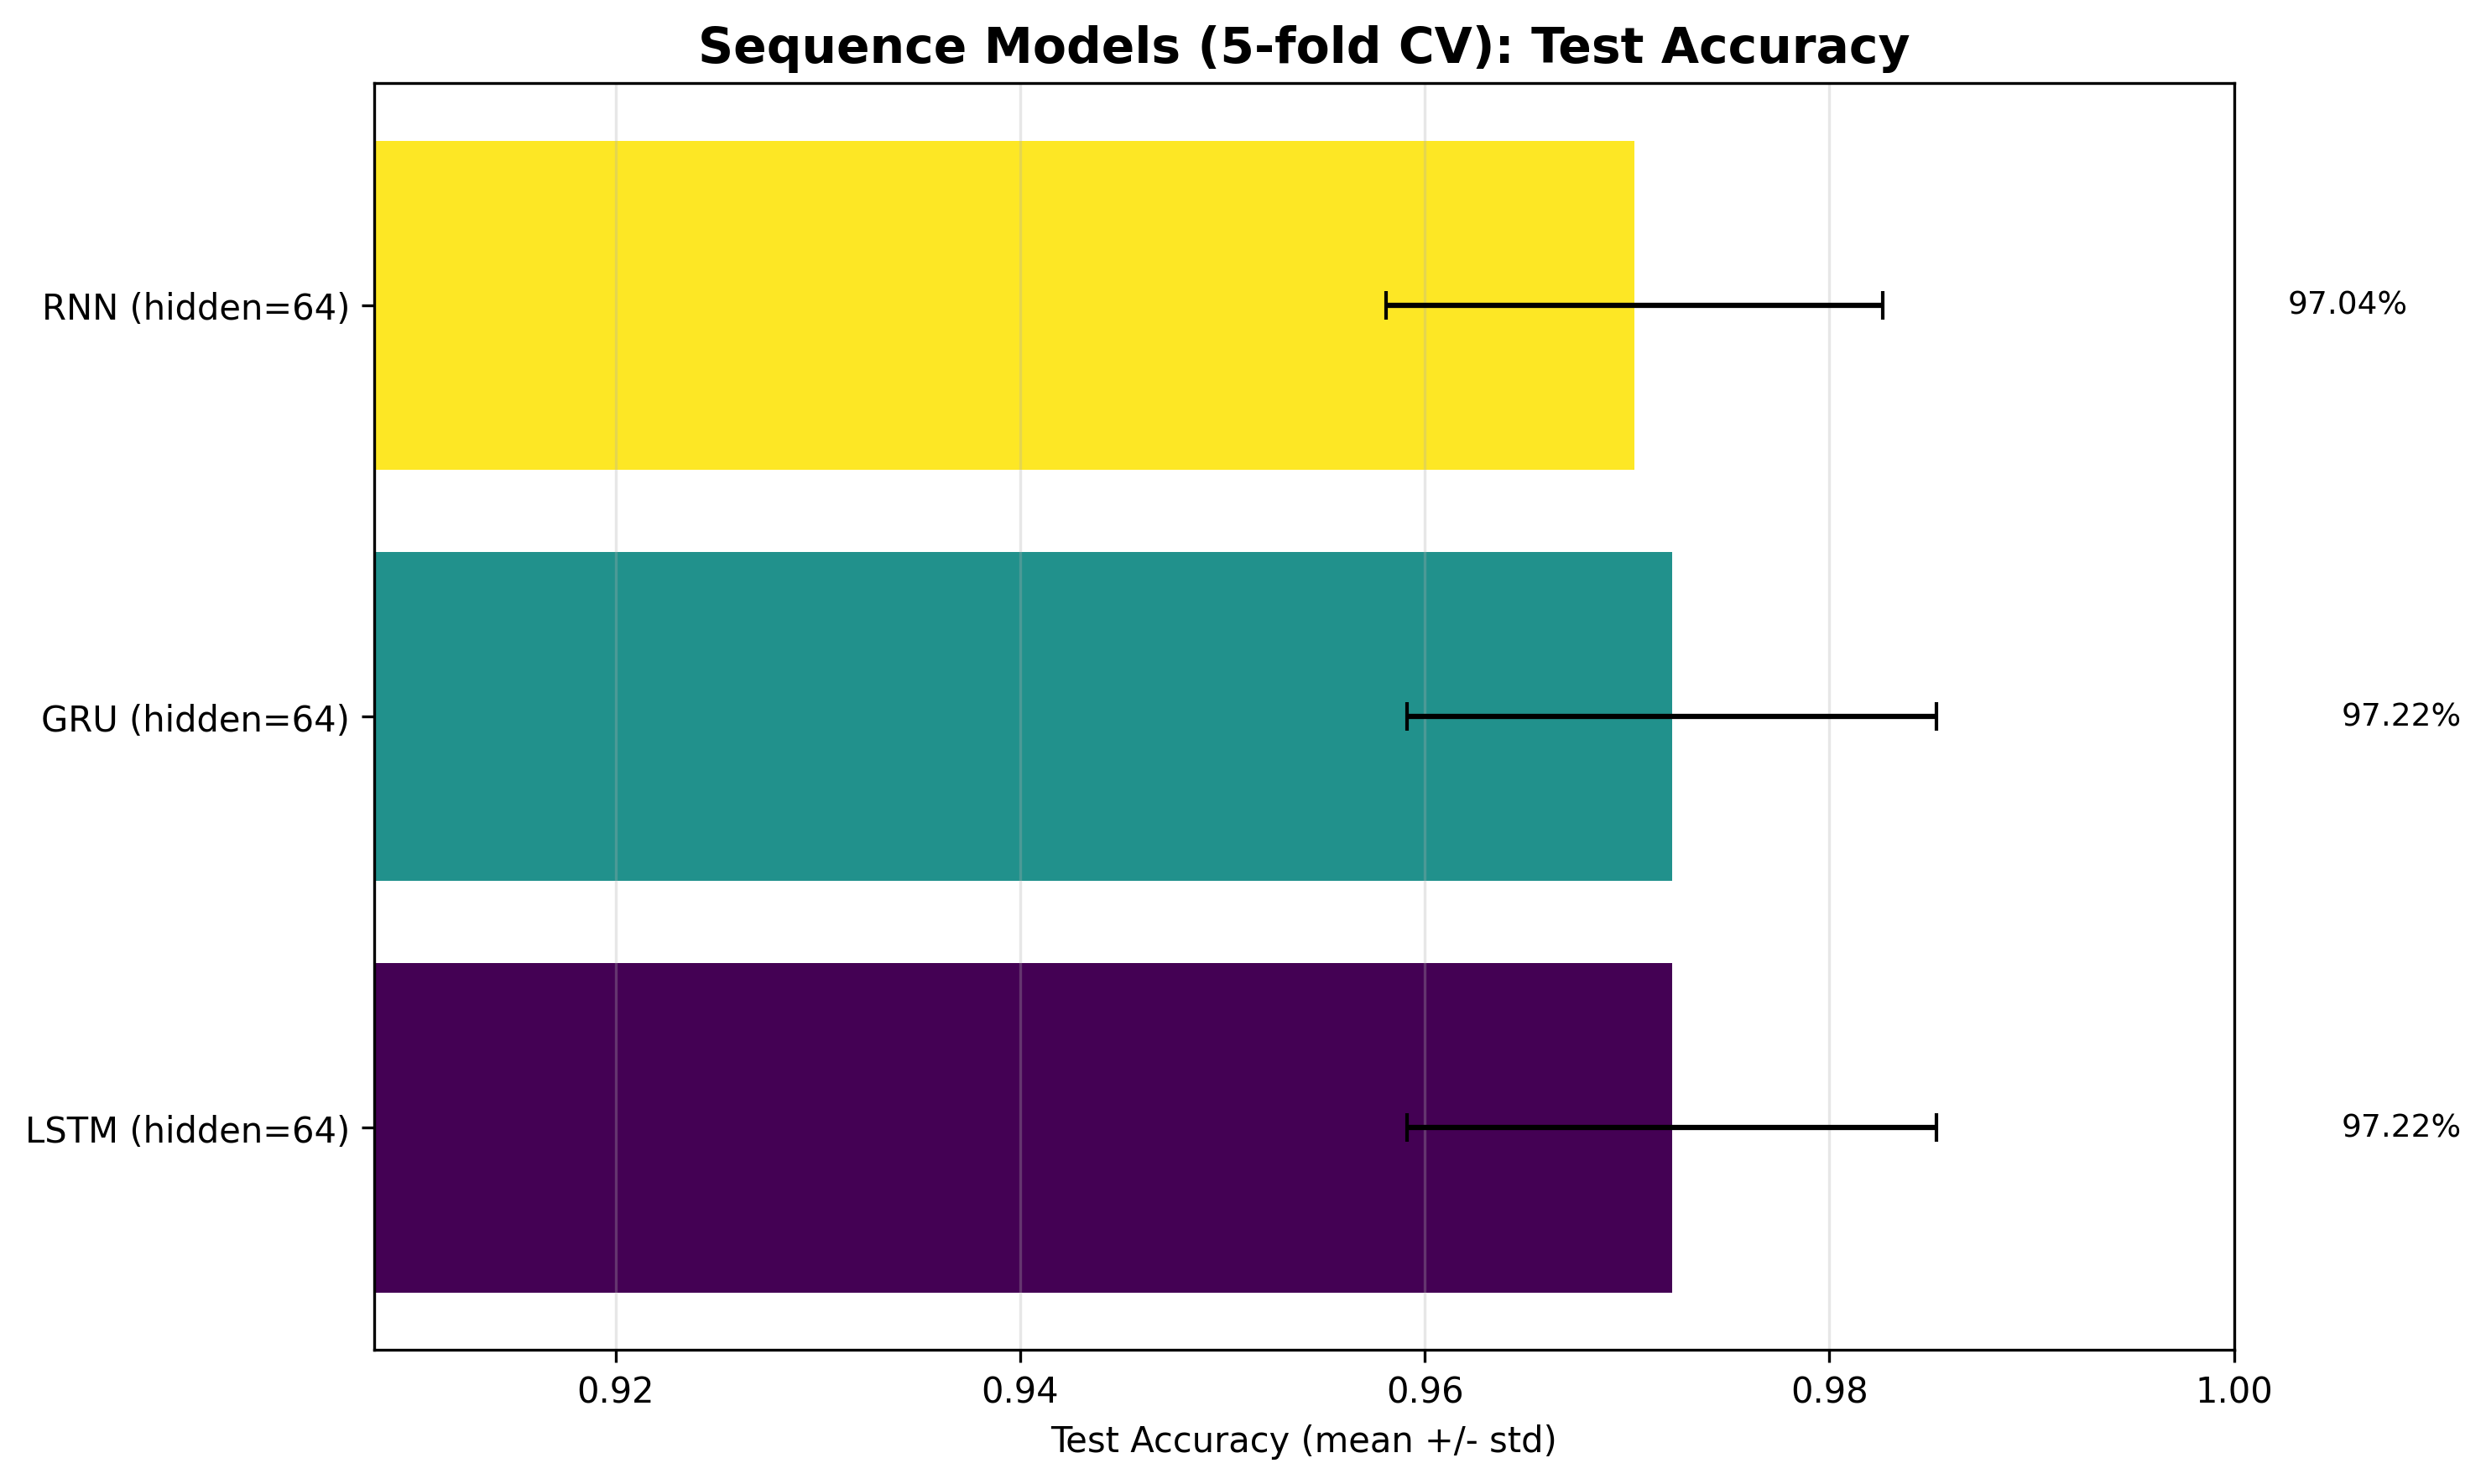 Sequence Models (5-fold CV): Test Accuracy
RNN (hidden=64)
97.04%
GRU (hidden=64)
97.22%
LSTM (hidden=64)
97.22%
0.92 0.94 0.96 0.98 1.00
Test Accuracy (mean +/- std)